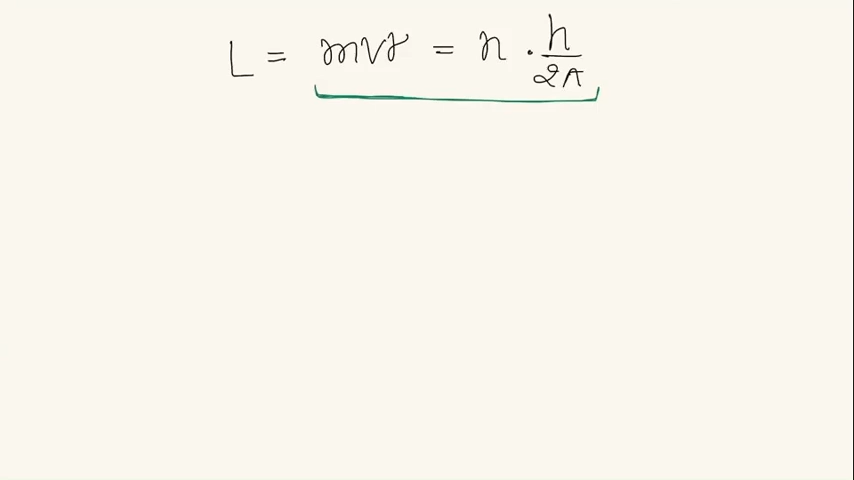 L = mvr = n · h/2π